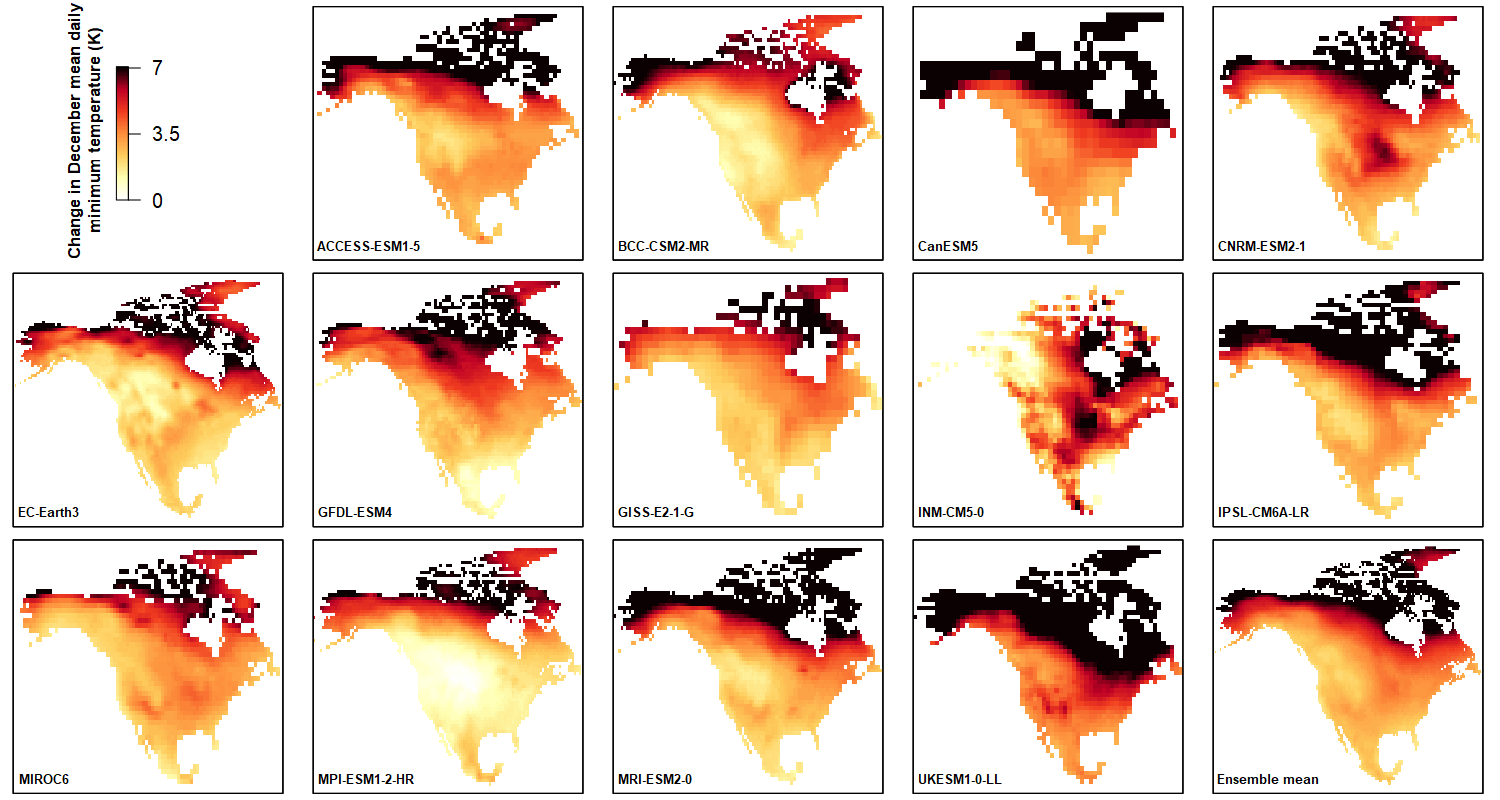 Change in December mean daily
minimum temperature (K)
7
3.5
0
ACCESS-ESM1-5
BCC-CSM2-MR
CanESM5
CNRM-ESM2-1
EC-Earth3
GFDL-ESM4
GISS-E2-1-G
INM-CM5-0
IPSL-CM6A-LR
MIROC6
MPI-ESM1-2-HR
MRI-ESM2-0
UKESM1-0-LL
Ensemble mean